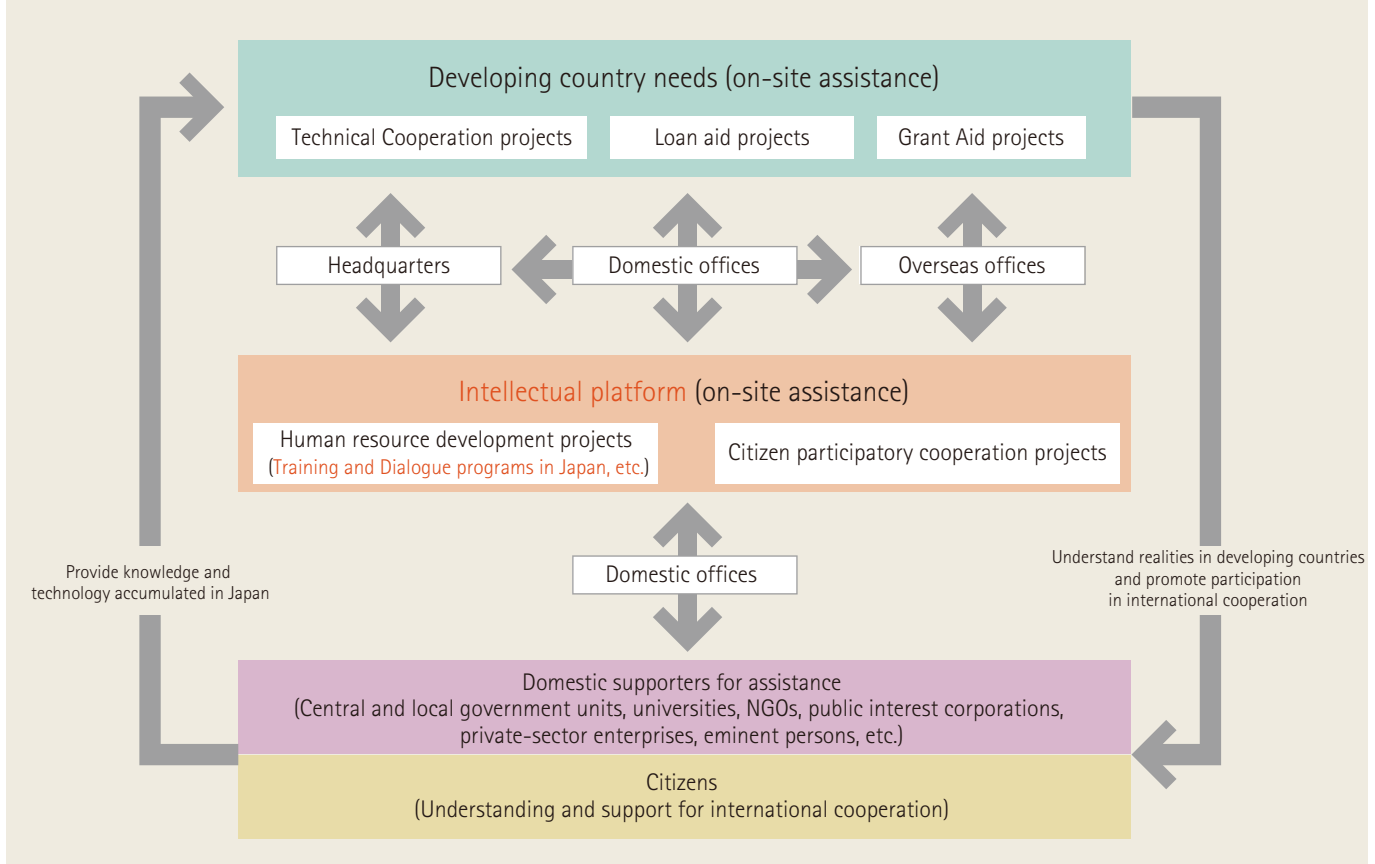 Developing country needs (on-site assistance)
Technical Cooperation projects
Loan aid projects
Grant Aid projects
Headquarters
Domestic offices
Overseas offices
Intellectual platform (on-site assistance)
Human resource development projects
(Training and Dialogue programs in Japan, etc.)
Citizen participatory cooperation projects
Provide knowledge and
technology accumulated in Japan
Domestic offices
Understand realities in developing countries
and promote participation
in international cooperation
Domestic supporters for assistance
(Central and local government units, universities, NGOs, public interest corporations,
private-sector enterprises, eminent persons, etc.)
Citizens
(Understanding and support for international cooperation)